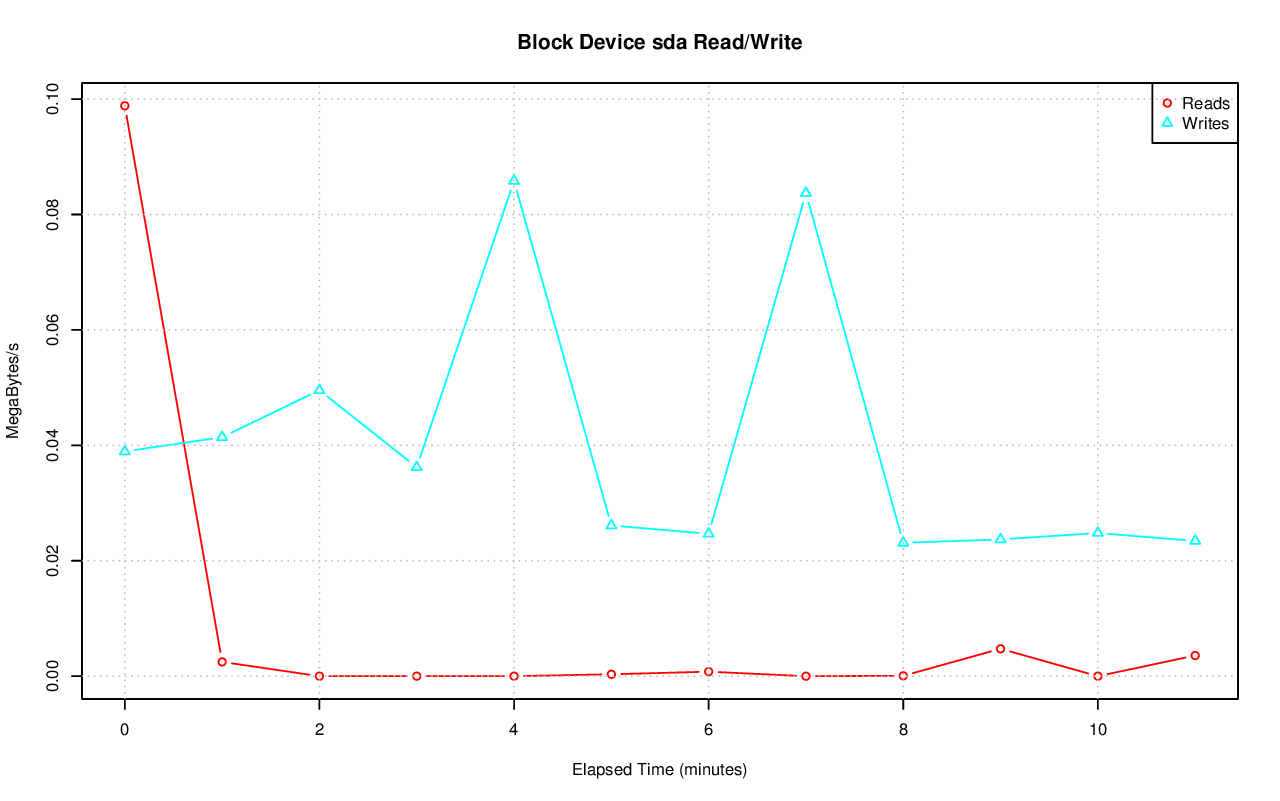 Block Device sda Read/Write
Reads
Writes
MegaBytes/s
0.10
0.08
0.06
0.04
0.02
0.00
0 2 4 6 8 10
Elapsed Time (minutes)